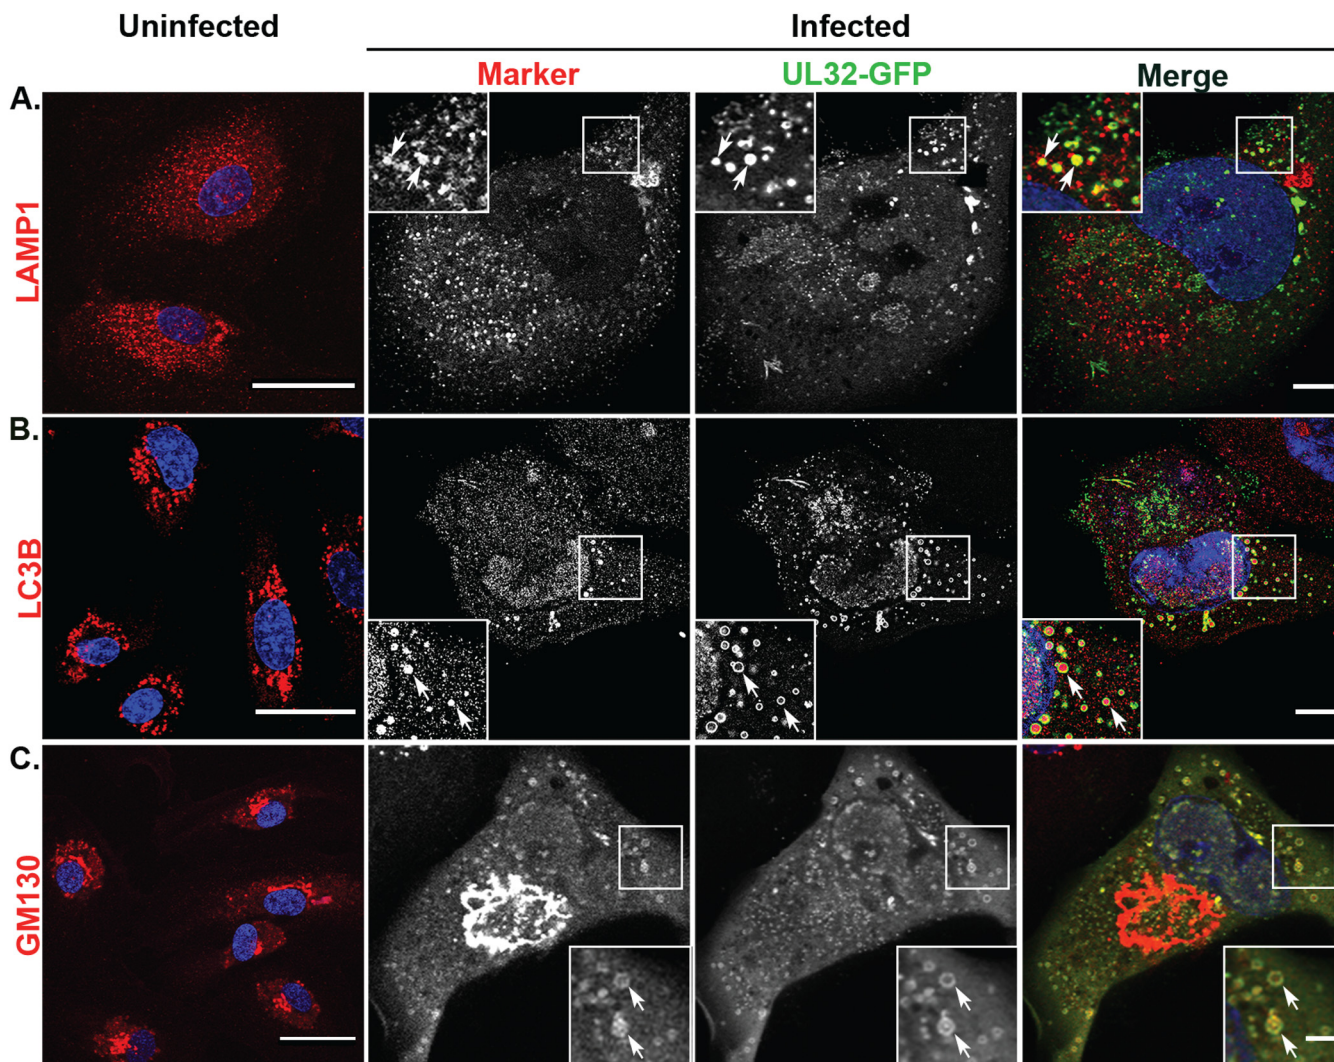 Uninfected
Infected
Marker
UL32-GFP
Merge
A.
LAMP1
B.
LC3B
C.
GM130